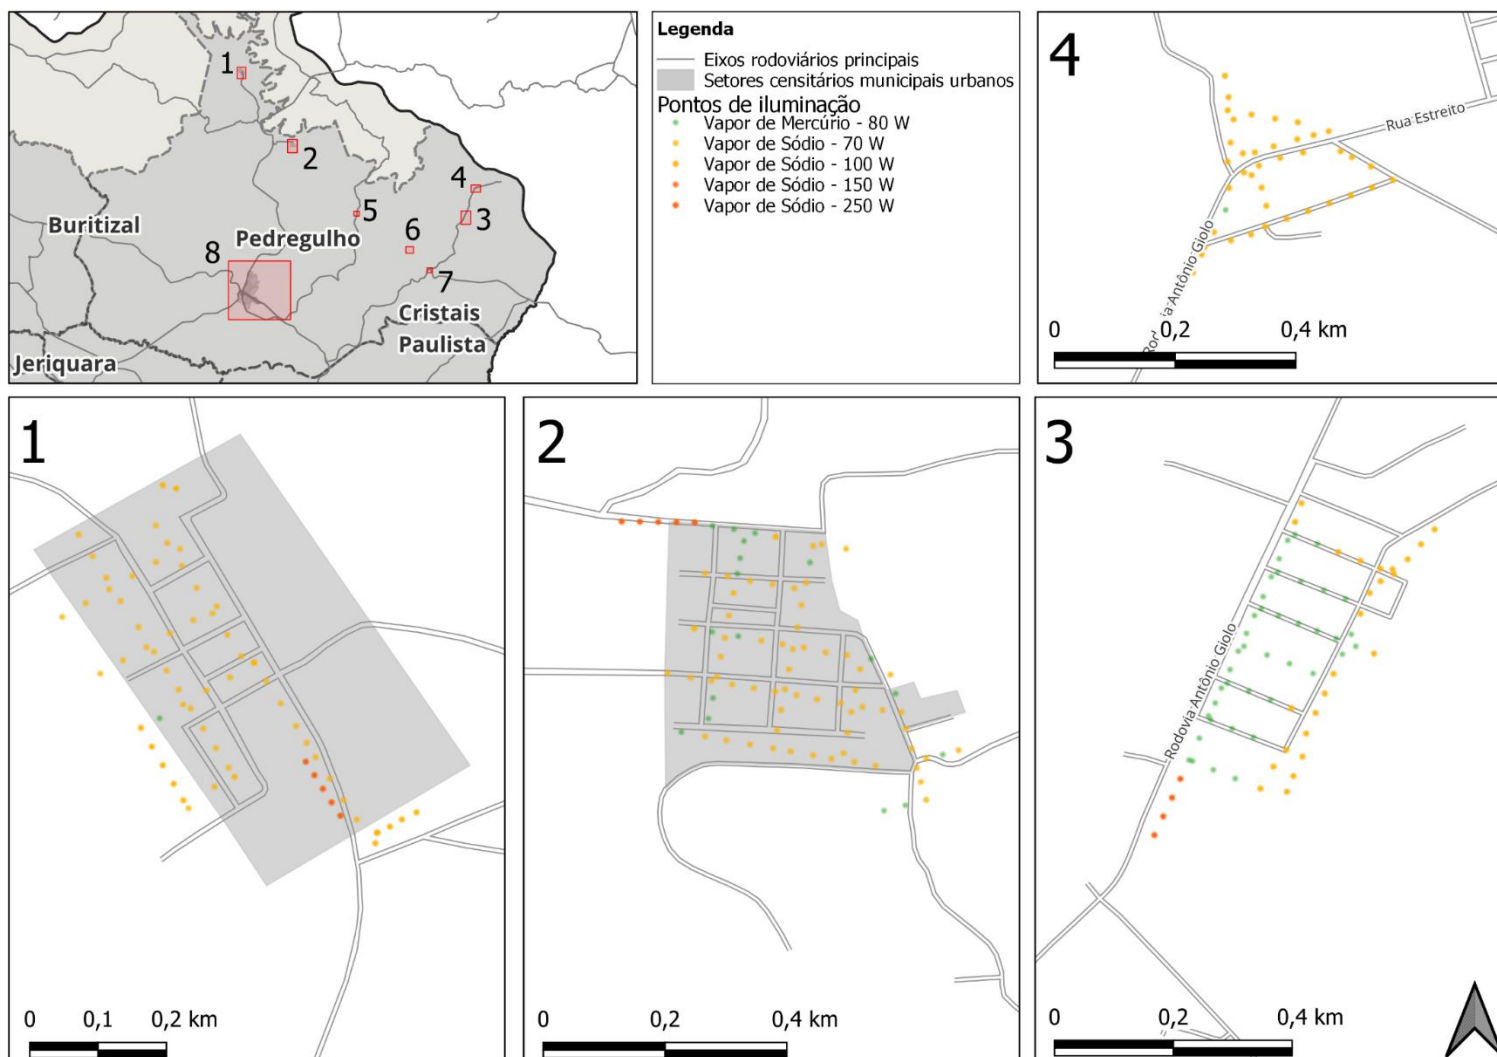 1
2
4
5
3
6
8
7
Buritizal
Pedregulho
Cristais
Paulista
Jeriquara
Legenda
Eixos rodoviários principais
Setores censitários municipais urbanos
Pontos de iluminação
Vapor de Mercúrio - 80 W
Vapor de Sódio - 70 W
Vapor de Sódio - 100 W
Vapor de Sódio - 150 W
Vapor de Sódio - 250 W
4
Rua Estreito
Rodovia Antônio Giolo
0 0,2 0,4 km
1
0 0,1 0,2 km
2
0 0,2 0,4 km
3
Rodovia Antônio Giolo
0 0,2 0,4 km